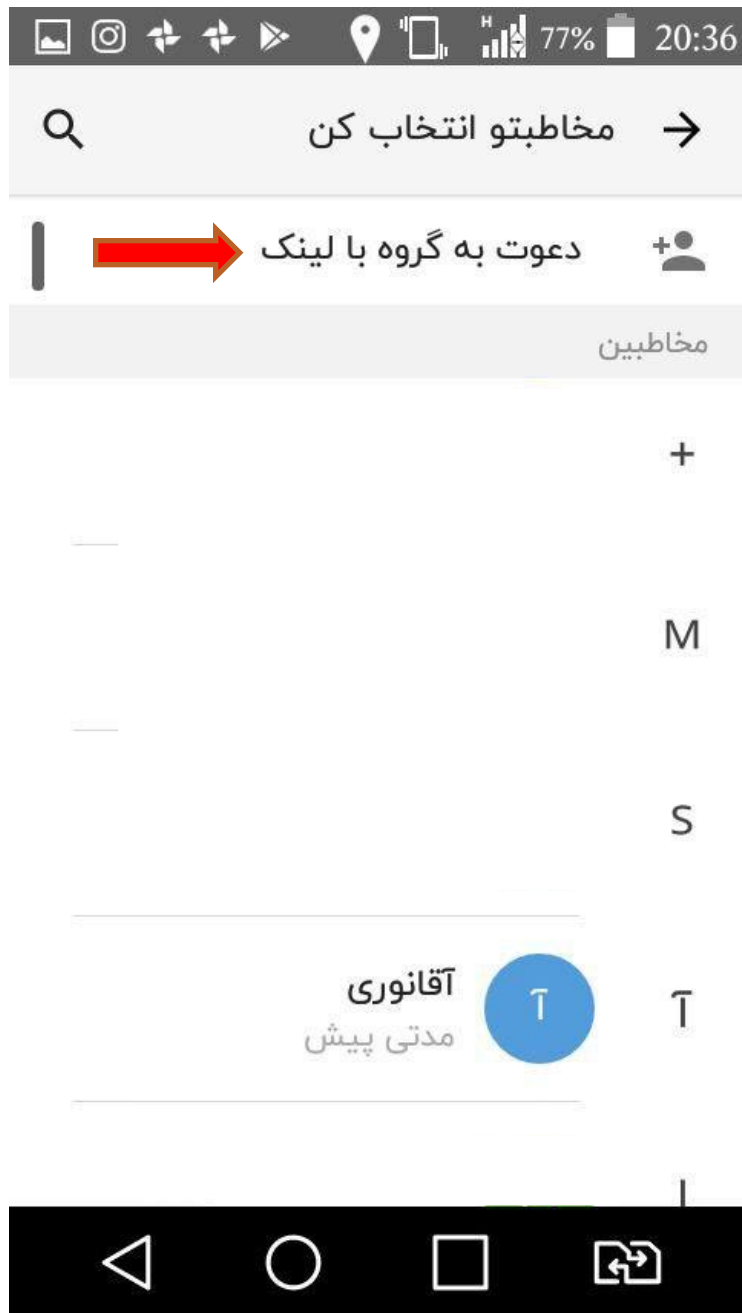 H 77% 20:36
مخاطبتو انتخاب کن
دعوت به گروه با لینک
مخاطبین
+
M
S
آ
آ
آقانوری
مدتی پیش
ا